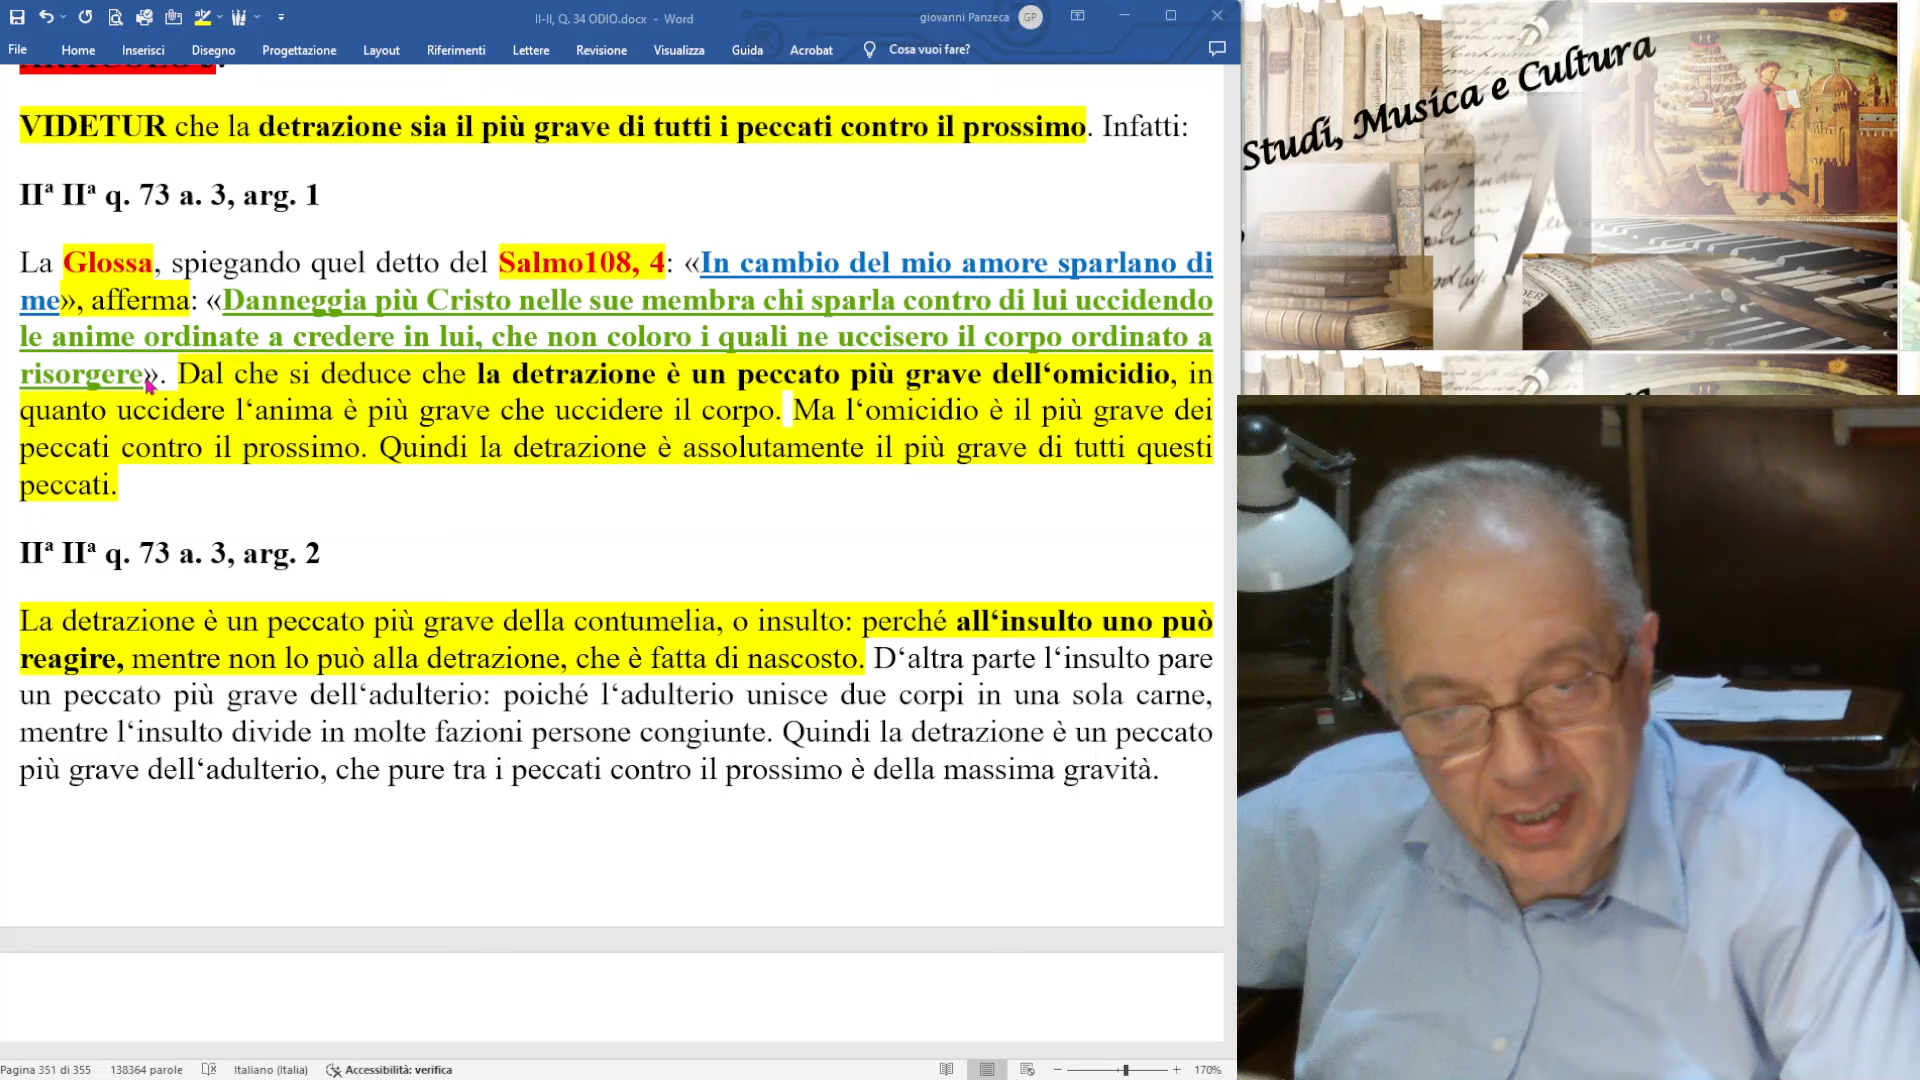 II-II, Q. 34 ODIO.docx - Word
giovanni Panzeca
GP
File Home Inserisci Disegno Progettazione Layout Riferimenti Lettere Revisione Visualizza Guida Acrobat Cosa vuoi fare?
VIDETUR che la detrazione sia il più grave di tutti i peccati contro il prossimo. Infatti:
IIª IIª q. 73 a. 3, arg. 1
La Glossa, spiegando quel detto del Salmo108, 4: «In cambio del mio amore sparlano di
me», afferma: «Danneggia più Cristo nelle sue membra chi sparla contro di lui uccidendo
le anime ordinate a credere in lui, che non coloro i quali ne uccisero il corpo ordinato a
risorgere». Dal che si deduce che la detrazione è un peccato più grave dell‘omicidio, in
quanto uccidere l‘anima è più grave che uccidere il corpo. Ma l‘omicidio è il più grave dei
peccati contro il prossimo. Quindi la detrazione è assolutamente il più grave di tutti questi
peccati.
IIª IIª q. 73 a. 3, arg. 2
La detrazione è un peccato più grave della contumelia, o insulto: perché all‘insulto uno può
reagire, mentre non lo può alla detrazione, che è fatta di nascosto. D‘altra parte l‘insulto pare
un peccato più grave dell‘adulterio: poiché l‘adulterio unisce due corpi in una sola carne,
mentre l‘insulto divide in molte fazioni persone congiunte. Quindi la detrazione è un peccato
più grave dell‘adulterio, che pure tra i peccati contro il prossimo è della massima gravità.
Pagina 351 di 355 138364 parole Italiano (Italia) Accessibilità: verifica 170%
Studi, Musica e Cultura